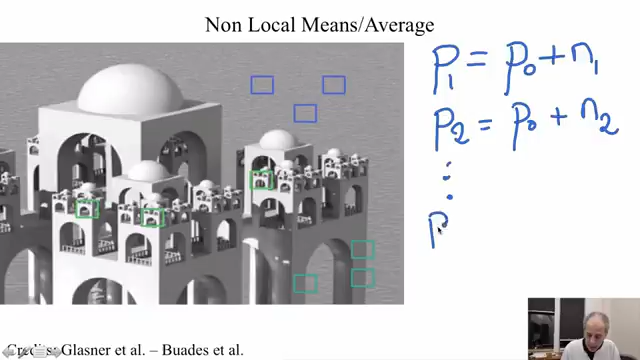 Non Local Means/Average
p₁ = p₀ + n₁
p₂ = p₀ + n₂
⋮
p
Credits: Glasner et al. – Buades et al.